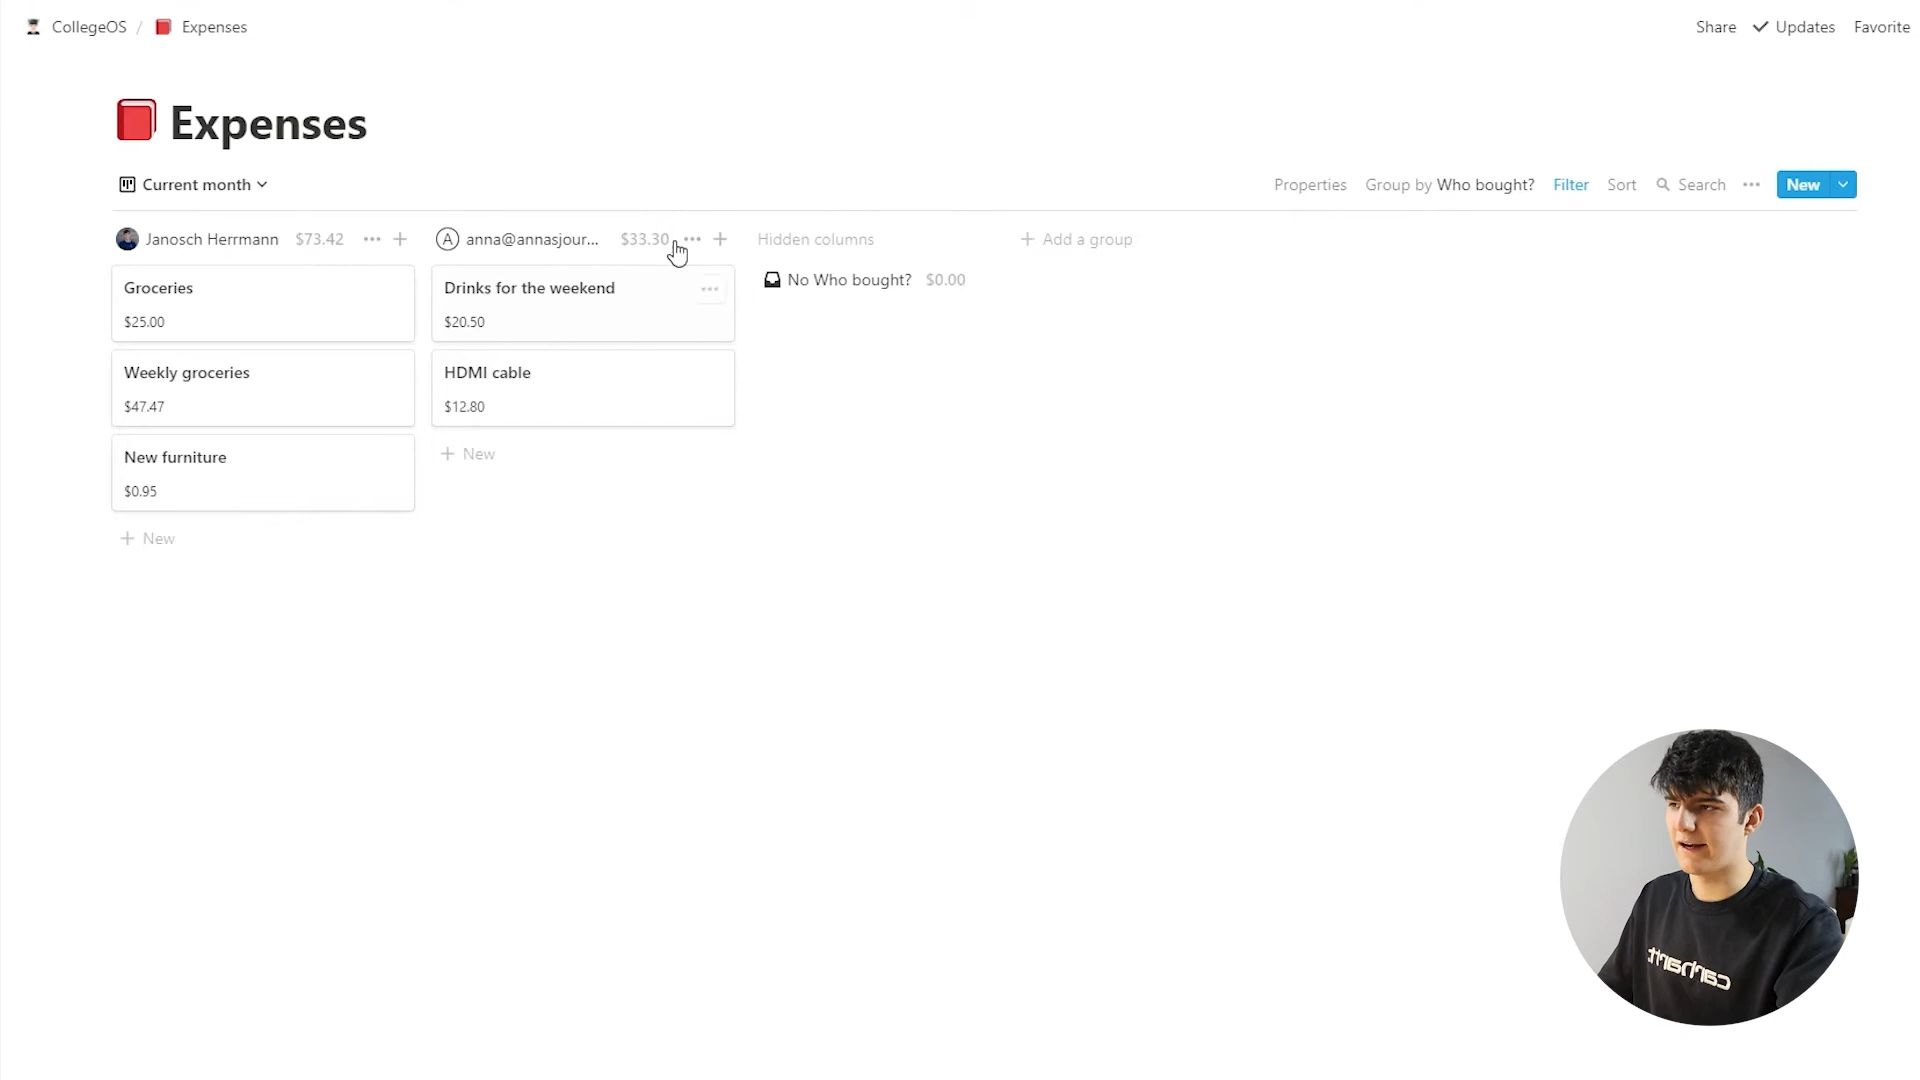 CollegeOS / Expenses
Share Updates Favorite
Expenses
Current month
Properties Group by Who bought? Filter Sort Search New
Janosch Herrmann $73.42
anna@annasjour... $33.30
Hidden columns
Add a group
Groceries
$25.00
Weekly groceries
$47.47
New furniture
$0.95
New
Drinks for the weekend
$20.50
HDMI cable
$12.80
New
No Who bought? $0.00
carhartt